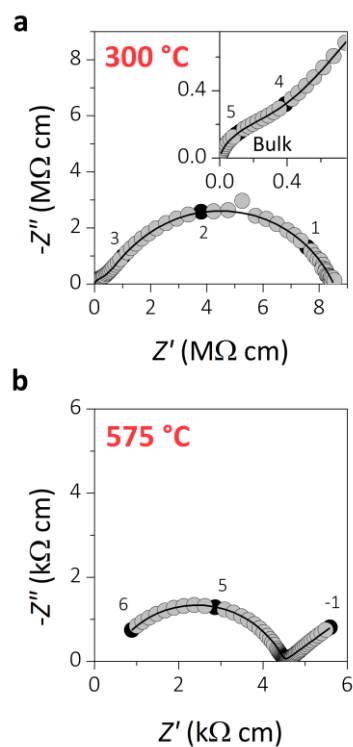 a
300 °C
8
6
4
2
0
-Z″ (MΩ cm)
0.4
0.0
0.0 0.4
4
5
Bulk
3
2
1
0 2 4 6 8
Z′ (MΩ cm)
b
575 °C
6
4
2
0
-Z″ (kΩ cm)
6
5
-1
0 2 4 6
Z′ (kΩ cm)